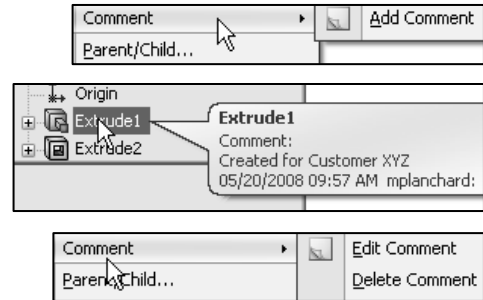 Comment Add Comment
Parent/Child...
Origin
Extrude1
Extrude2
Extrude1
Comment:
Created for Customer XYZ
05/20/2008 09:57 AM mplanchard:
Comment Edit Comment
Parent/Child... Delete Comment